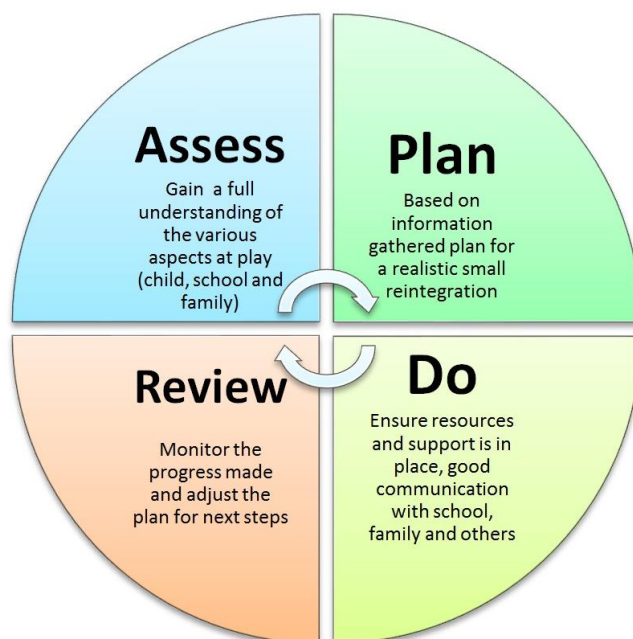 Assess
Gain a full
understanding of
the various
aspects at play
(child, school and
family)
Plan
Based on
information
gathered plan for
a realistic small
reintegration
Review
Monitor the
progress made
and adjust the
plan for next steps
Do
Ensure resources
and support is in
place, good
communication
with school,
family and others